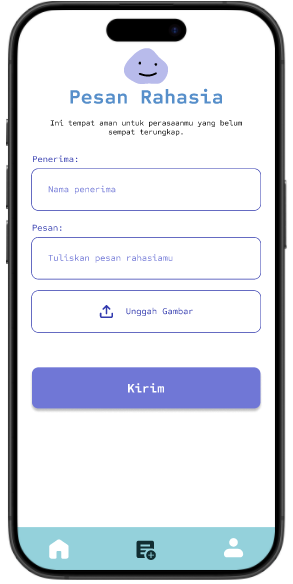 Pesan Rahasia
Ini tempat aman untuk perasaanmu yang belum
sempat terungkap.
Penerima:
Nama penerima
Pesan:
Tuliskan pesan rahasiamu
Unggah Gambar
Kirim